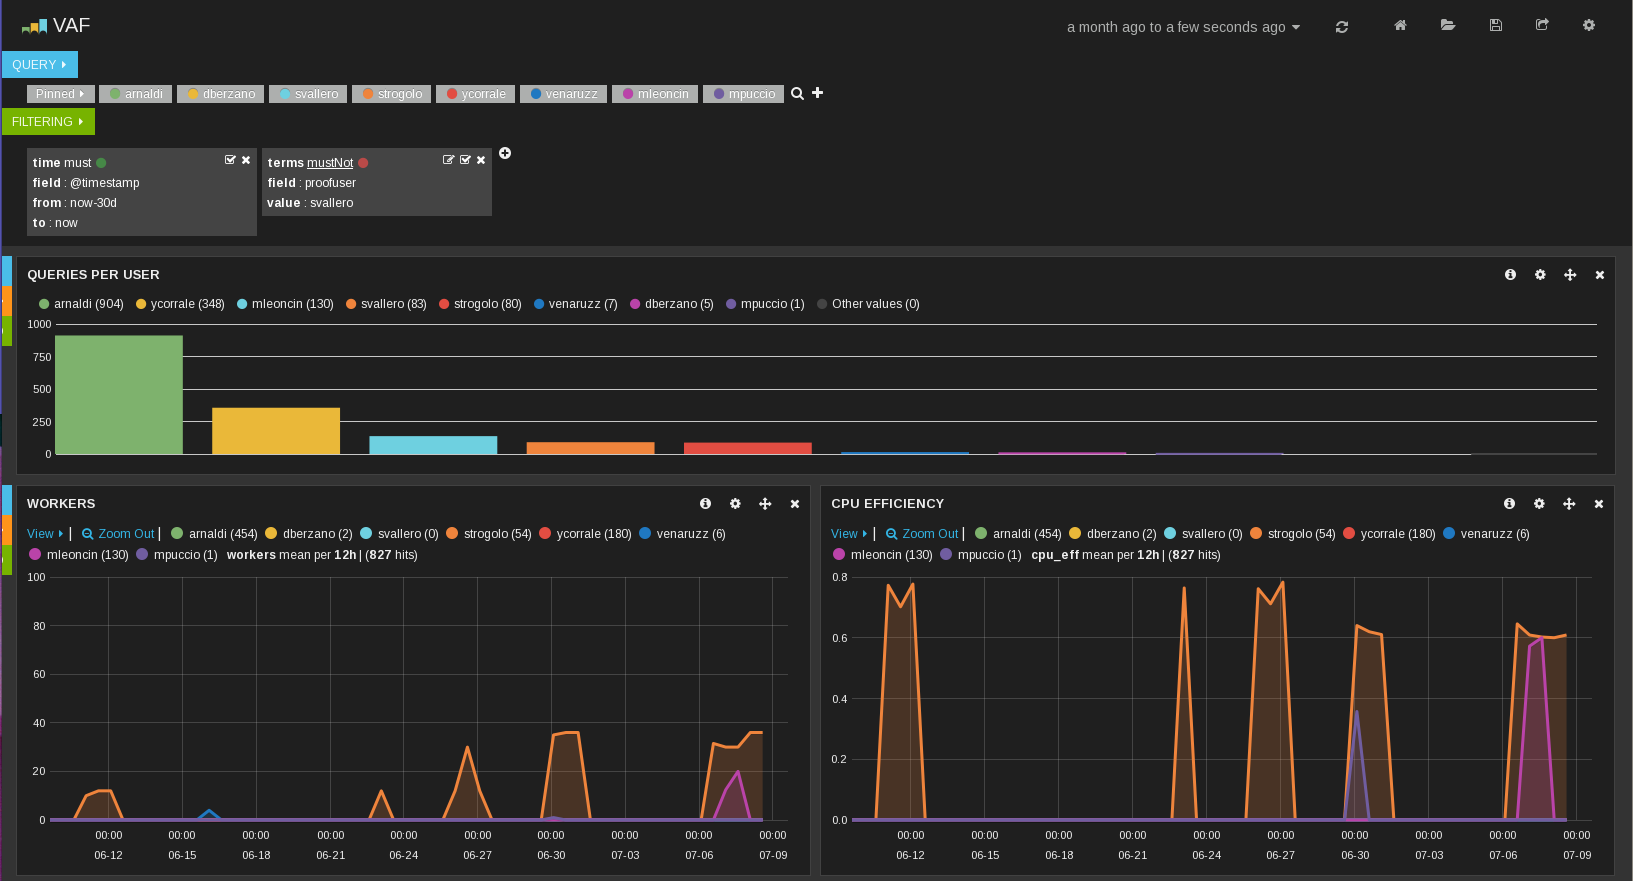 VAF
a month ago to a few seconds ago
QUERY
Pinned arnaldi dberzano svallero strogolo ycorrale venaruzz mleoncin mpuccio
FILTERING
time must
field : @timestamp
from : now-30d
to : now
terms mustNot
field : proofuser
value : svallero
QUERIES PER USER
arnaldi (904) ycorrale (348) mleoncin (130) svallero (83) strogolo (80) venaruzz (7) dberzano (5) mpuccio (1) Other values (0)
1000
750
500
250
0
WORKERS
View | Zoom Out | arnaldi (454) dberzano (2) svallero (0) strogolo (54) ycorrale (180) venaruzz (6)
mleoncin (130) mpuccio (1) workers mean per 12h | (827 hits)
100
80
60
40
20
0
00:00 00:00 00:00 00:00 00:00 00:00 00:00 00:00 00:00 00:00
06-12 06-15 06-18 06-21 06-24 06-27 06-30 07-03 07-06 07-09
CPU EFFICIENCY
View | Zoom Out | arnaldi (454) dberzano (2) svallero (0) strogolo (54) ycorrale (180) venaruzz (6)
mleoncin (130) mpuccio (1) cpu_eff mean per 12h | (827 hits)
0.8
0.6
0.4
0.2
0.0
00:00 00:00 00:00 00:00 00:00 00:00 00:00 00:00 00:00 00:00
06-12 06-15 06-18 06-21 06-24 06-27 06-30 07-03 07-06 07-09